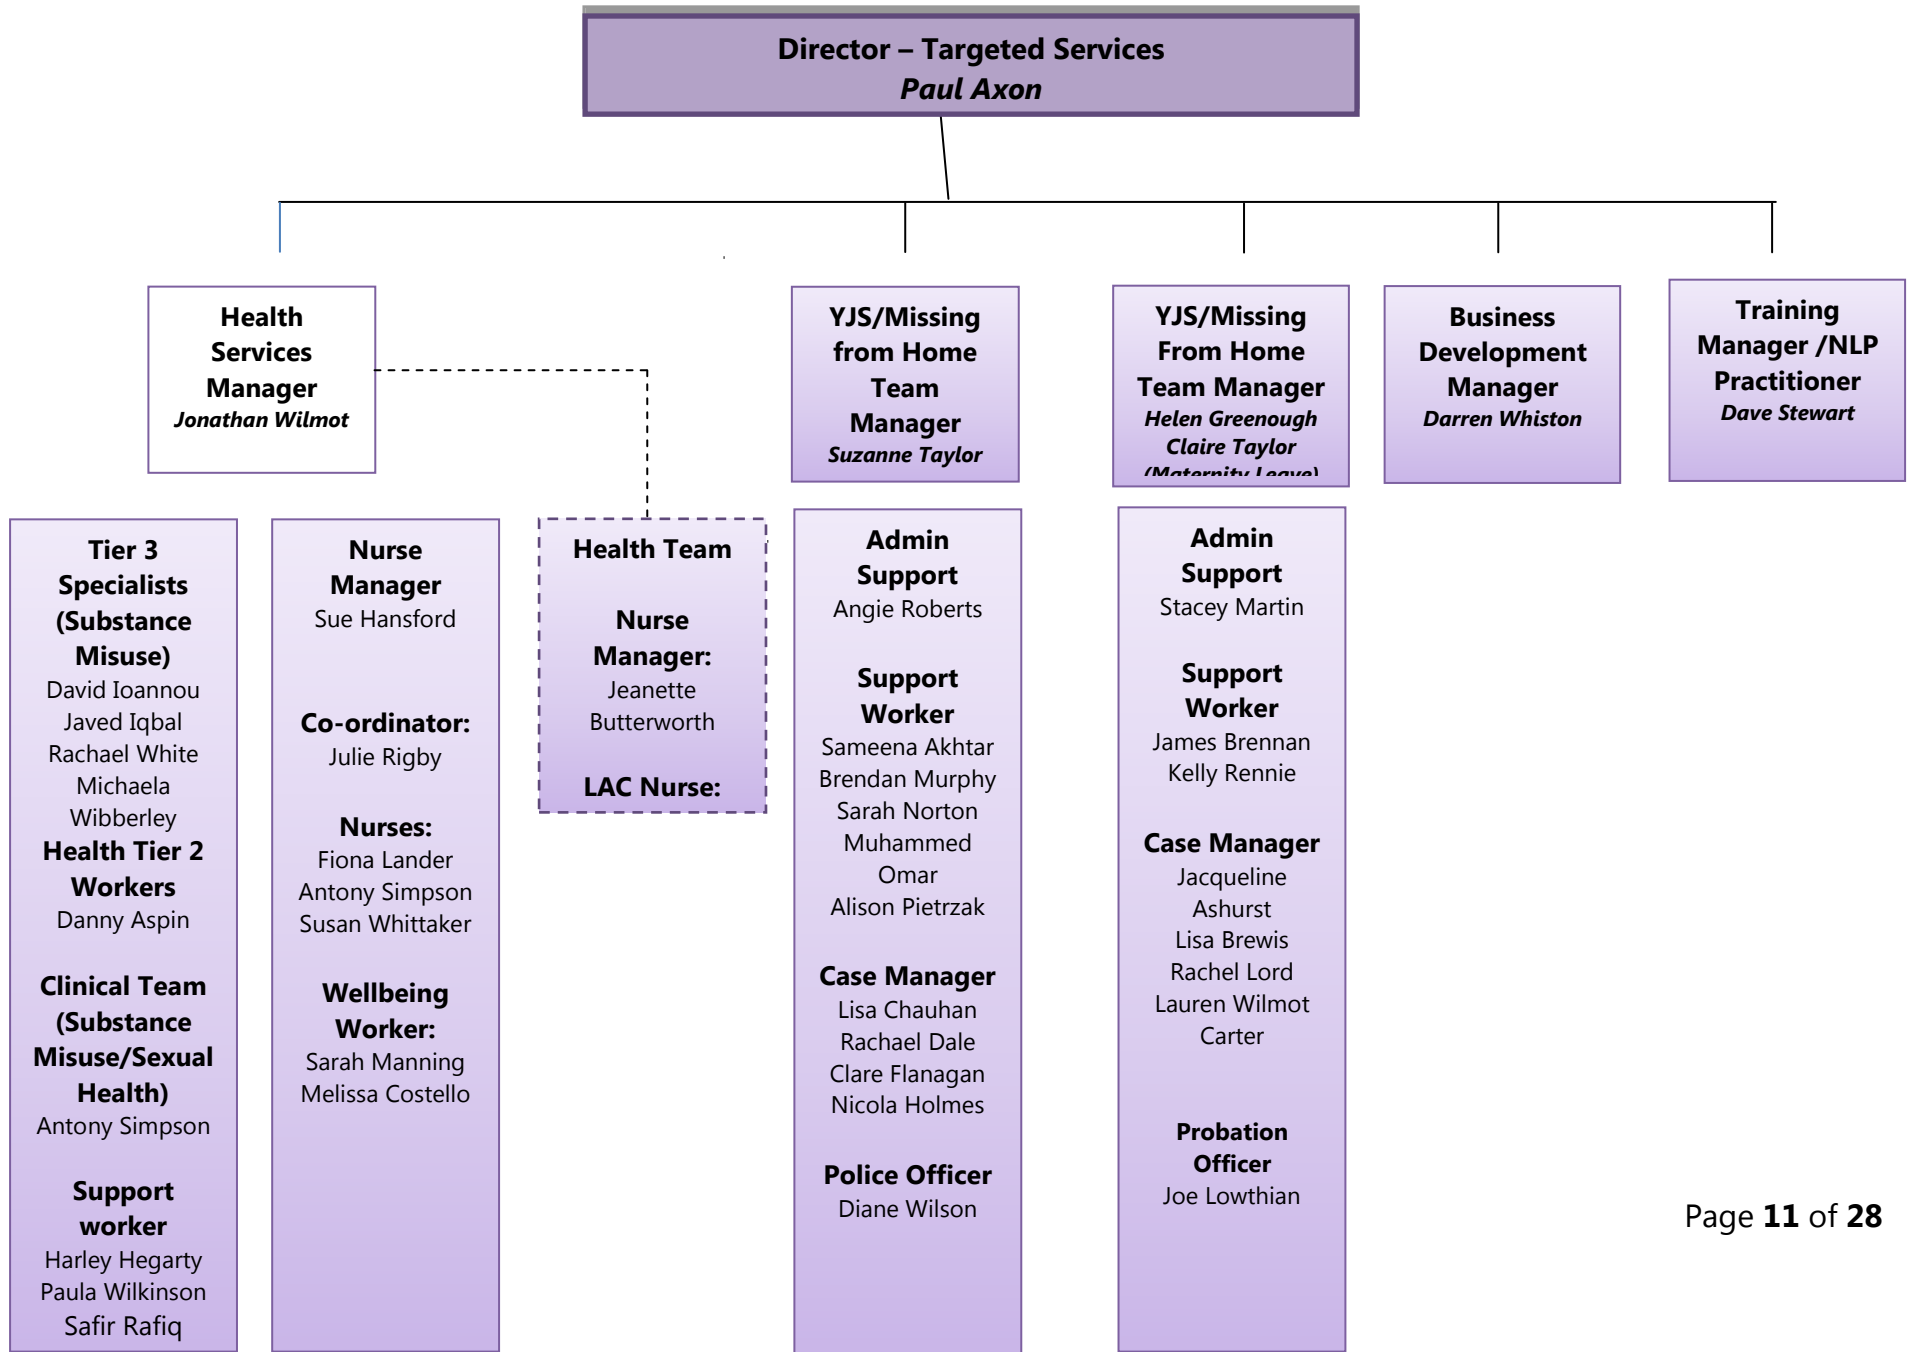 Director – Targeted Services
Paul Axon
Health
Services
Manager
Jonathan Wilmot
YJS/Missing
from Home
Team
Manager
Suzanne Taylor
YJS/Missing
From Home
Team Manager
Helen Greenough
Claire Taylor
(Maternity Leave)
Business
Development
Manager
Darren Whiston
Training
Manager /NLP
Practitioner
Dave Stewart
Tier 3
Specialists
(Substance
Misuse)
David Ioannou
Javed Iqbal
Rachael White
Michaela
Wibberley
Health Tier 2
Workers
Danny Aspin
Clinical Team
(Substance
Misuse/Sexual
Health)
Antony Simpson
Support
worker
Harley Hegarty
Paula Wilkinson
Safir Rafiq
Nurse
Manager
Sue Hansford
Co-ordinator:
Julie Rigby
Nurses:
Fiona Lander
Antony Simpson
Susan Whittaker
Wellbeing
Worker:
Sarah Manning
Melissa Costello
Health Team
Nurse
Manager:
Jeanette
Butterworth
LAC Nurse:
Admin
Support
Angie Roberts
Support
Worker
Sameena Akhtar
Brendan Murphy
Sarah Norton
Muhammed
Omar
Alison Pietrzak
Case Manager
Lisa Chauhan
Rachael Dale
Clare Flanagan
Nicola Holmes
Police Officer
Diane Wilson
Admin
Support
Stacey Martin
Support
Worker
James Brennan
Kelly Rennie
Case Manager
Jacqueline
Ashurst
Lisa Brewis
Rachel Lord
Lauren Wilmot
Carter
Probation
Officer
Joe Lowthian
Page 11 of 28